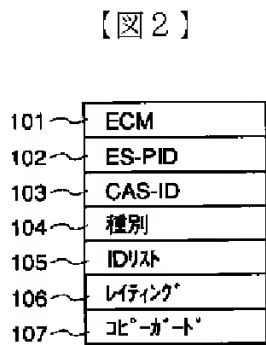 【図２】
101 ECM
102 ES-PID
103 CAS-ID
104 種別
105 IDﾘｽﾄ
106 ﾚｲﾃｨﾝｸﾞ
107 ｺﾋﾟｰｶﾞｰﾄﾞ